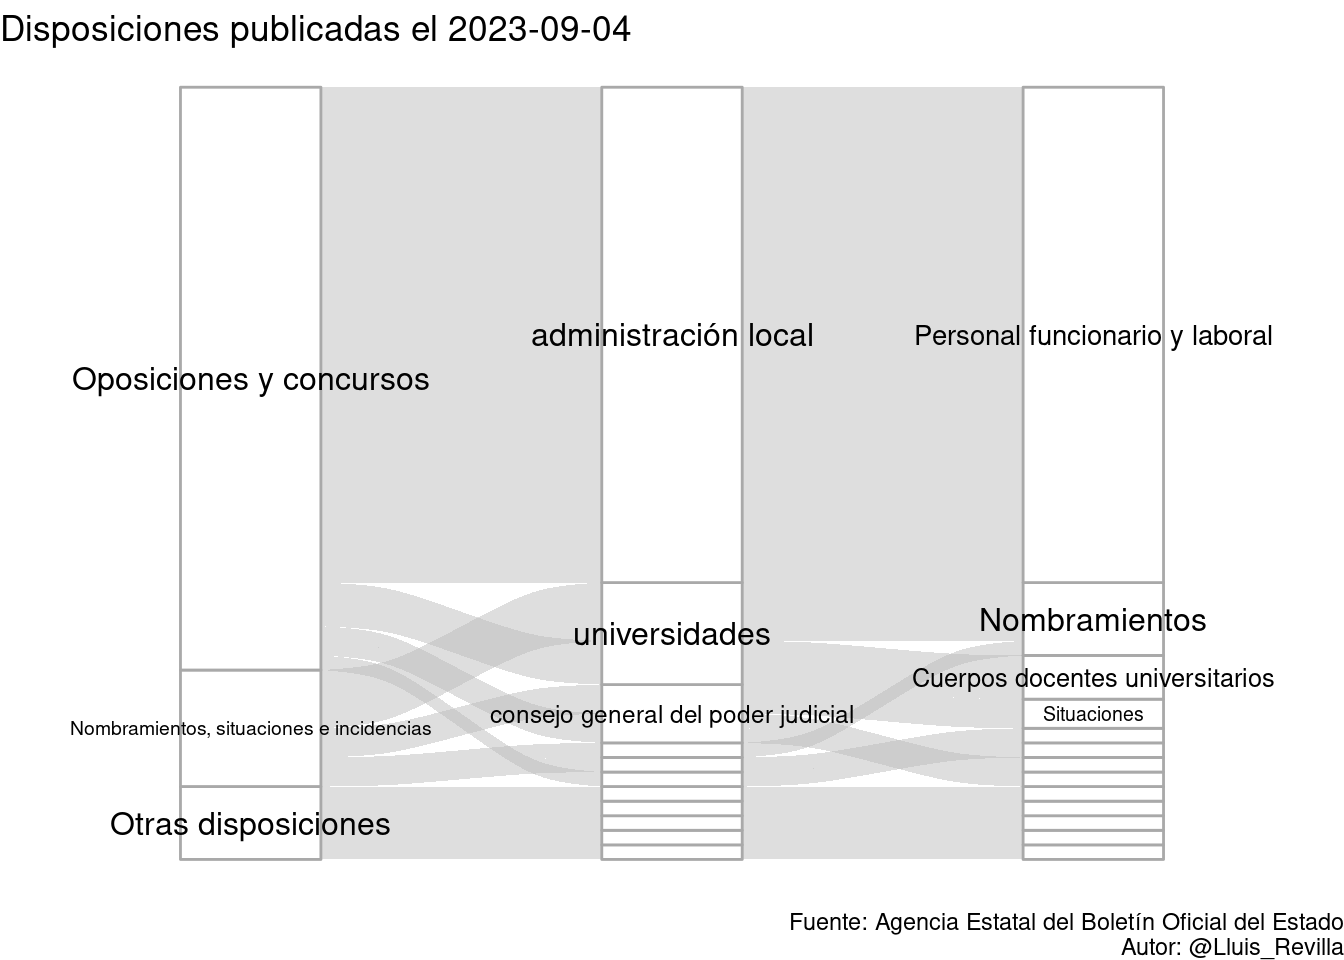 Disposiciones publicadas el 2023-09-04
administración local
Personal funcionario y laboral
Oposiciones y concursos
Nombramientos
universidades
Cuerpos docentes universitarios
consejo general del poder judicial
Situaciones
Nombramientos, situaciones e incidencias
Otras disposiciones
Fuente: Agencia Estatal del Boletín Oficial del Estado
Autor: @Lluis_Revilla